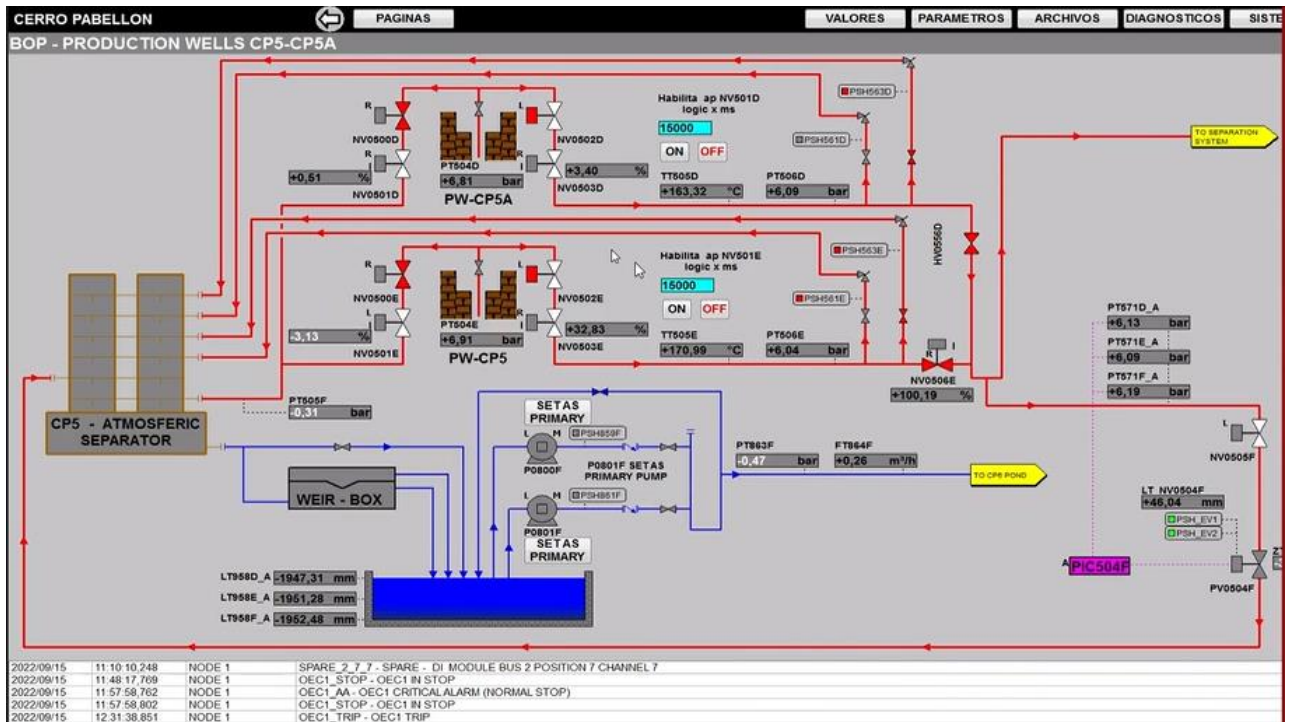 CERRO PABELLON
PAGINAS
VALORES
PARAMETROS
ARCHIVOS
DIAGNOSTICOS
SISTE
BOP - PRODUCTION WELLS CP5-CP5A
R
NV0500D
R
I
+0,51 %
NV0501D
PT504D
+6,81 bar
PW-CP5A
L
NV0502D
R
I
+3,40 %
NV0503D
Habilita ap NV501D
logic x ms
15000
ON
OFF
TT505D
+163,32 °C
PT506D
+6,09 bar
PSH563D
PSH561D
TO SEPARATION
SYSTEM
HV0556D
R
NV0500E
L
I
-3,13 %
NV0501E
PT504E
+6,91 bar
PW-CP5
L
NV0502E
R
I
+32,83 %
NV0503E
Habilita ap NV501E
logic x ms
15000
ON
OFF
TT505E
+170,99 °C
PT506E
+6,04 bar
PSH563E
PSH561E
R
I
NV0506E
+100,19 %
PT571D_A
+6,13 bar
PT571E_A
+6,09 bar
PT571F_A
+6,19 bar
CP5 - ATMOSFERIC
SEPARATOR
PT505F
-0,31 bar
WEIR - BOX
SETAS
PRIMARY
L
M
PSH859F
P0800F
P0801F SETAS
PRIMARY PUMP
L
M
PSH861F
P0801F
SETAS
PRIMARY
PT863F
-0,47 bar
FT864F
+0,26 m³/h
TO CP6 POND
L
NV0505F
LT_NV0504F
+46,04 mm
PSH_EV1
PSH_EV2
A
PIC504F
PV0504F
LT958D_A -1947,31 mm
LT958E_A -1951,28 mm
LT958F_A -1952,48 mm
2022/09/15 11:10:10,248 NODE 1 SPARE_2_7_7 - SPARE - DI MODULE BUS 2 POSITION 7 CHANNEL 7
2022/09/15 11:48:17,769 NODE 1 OEC1_STOP - OEC1 IN STOP
2022/09/15 11:57:58,762 NODE 1 OEC1_AA - OEC1 CRITICAL ALARM (NORMAL STOP)
2022/09/15 11:57:58,802 NODE 1 OEC1_STOP - OEC1 IN STOP
2022/09/15 12:31:38,851 NODE 1 OEC1_TRIP - OEC1 TRIP